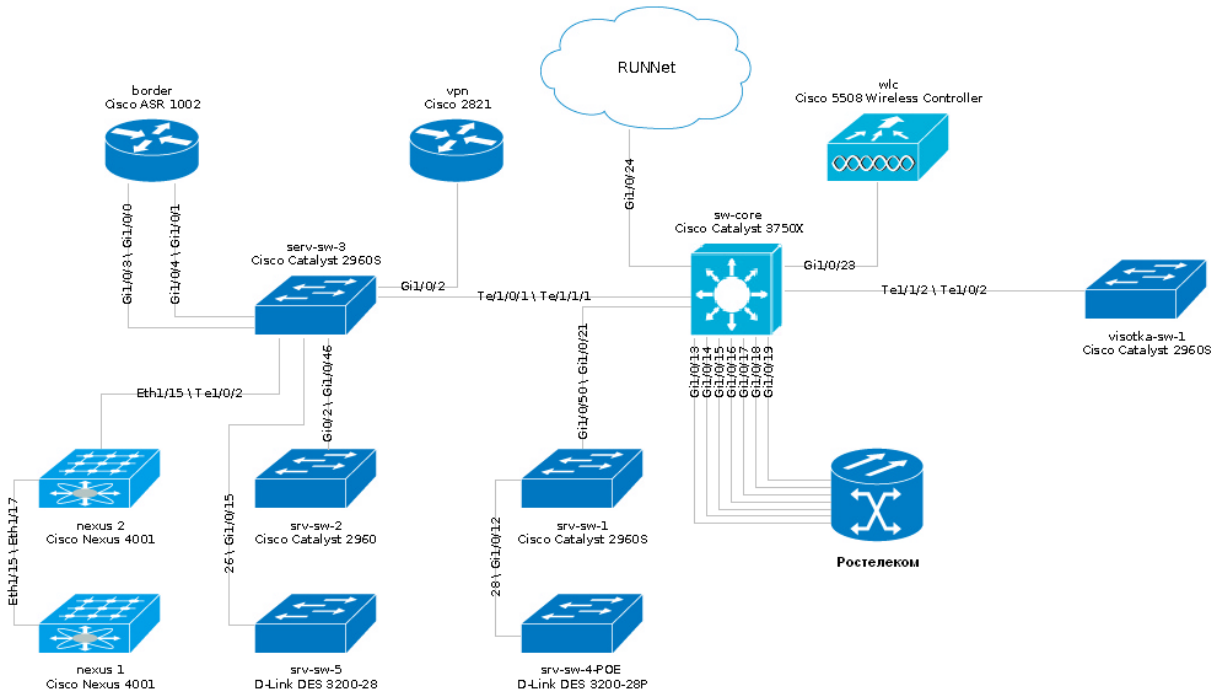 RUNNet
border
Cisco ASR 1002
vpn
Cisco 2821
wlc
Cisco 5508 Wireless Controller
Gi1/0/24
Gi1/0/3 \ Gi1/0/0
Gi1/0/4 \ Gi1/0/1
sw-core
Cisco Catalyst 3750X
serv-sw-3
Cisco Catalyst 2960S
Gi1/0/2
Gi1/0/23
Te/1/0/1 \ Te/1/1/1
Te1/1/2 \ Te1/0/2
visotka-sw-1
Cisco Catalyst 2960S
Gi1/0/13
Gi1/0/14
Gi1/0/15
Gi1/0/16
Gi1/0/17
Gi1/0/18
Gi1/0/19
Eth1/15 \ Te1/0/2
Gi0/2 \ Gi1/0/46
Gi1/0/50 \ Gi1/0/21
nexus 2
Cisco Nexus 4001
srv-sw-2
Cisco Catalyst 2960
srv-sw-1
Cisco Catalyst 2960S
Ростелеком
Eth1/15 \ Eth1/17
26 \ Gi1/0/15
28 \ Gi1/0/12
nexus 1
Cisco Nexus 4001
srv-sw-5
D-Link DES 3200-28
srv-sw-4-POE
D-Link DES 3200-28P